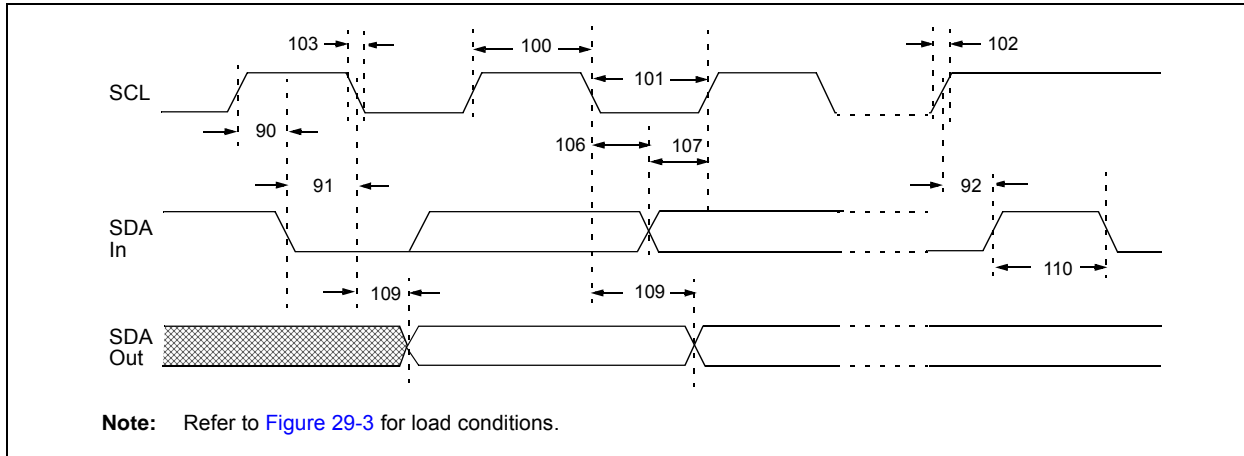 103
100
102
101
SCL
90
106
107
91
92
SDA
In
110
109
109
SDA
Out
Note: Refer to Figure 29-3 for load conditions.